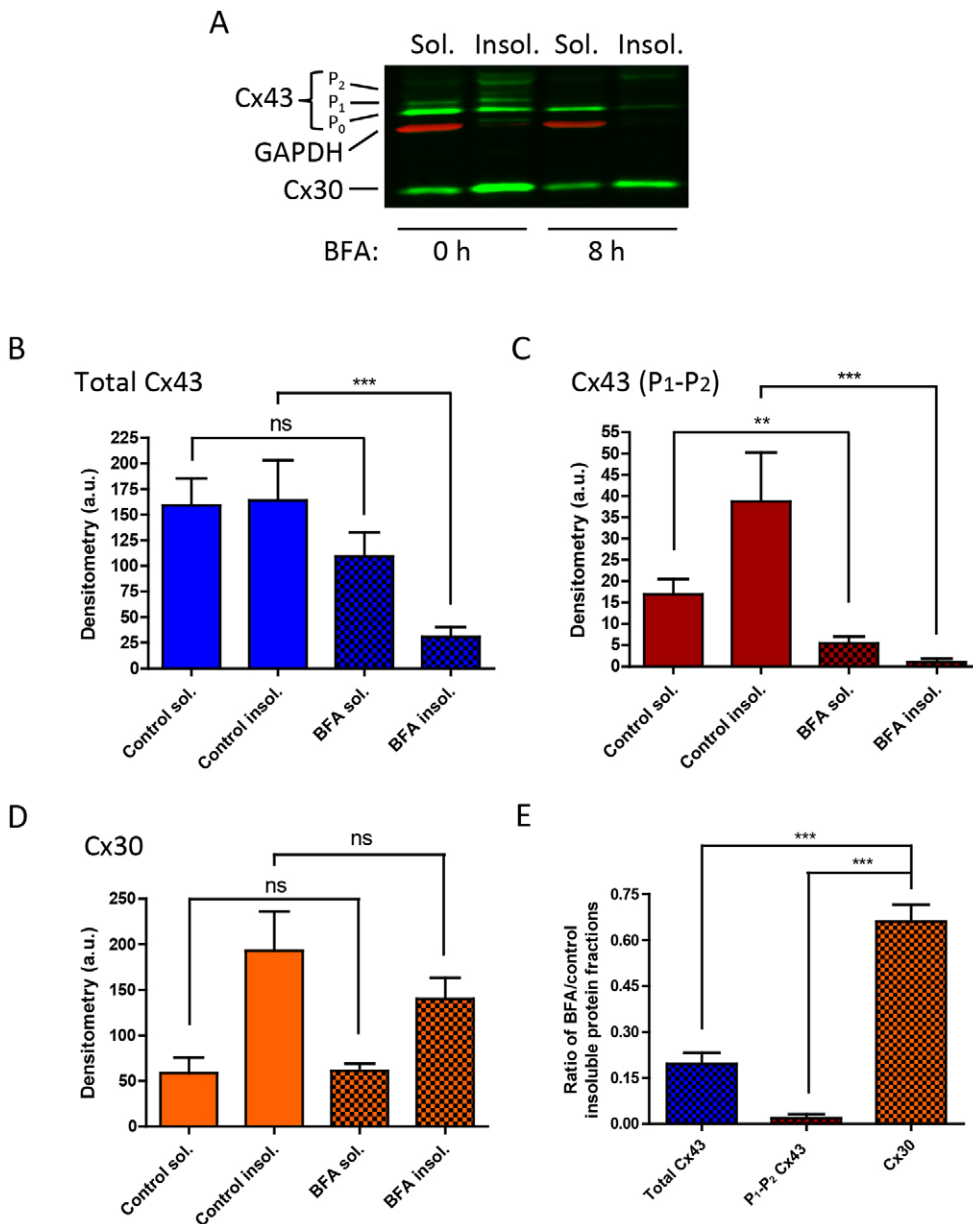 A
Sol. Insol. Sol. Insol.
Cx43
P2
P1
P0
GAPDH
Cx30
BFA: 0 h 8 h
B
Total Cx43
***
ns
Densitometry (a.u.)
225
200
175
150
125
100
75
50
25
0
Control sol.
Control insol.
BFA sol.
BFA insol.
C
Cx43 (P1-P2)
***
**
Densitometry (a.u.)
55
50
45
40
35
30
25
20
15
10
5
0
Control sol.
Control insol.
BFA sol.
BFA insol.
D
Cx30
ns
ns
Densitometry (a.u.)
250
200
150
100
50
0
Control sol.
Control insol.
BFA sol.
BFA insol.
E
***
***
Ratio of BFA/control
insoluble protein fractions
0.75
0.60
0.45
0.30
0.15
0.00
Total Cx43
P1-P2 Cx43
Cx30